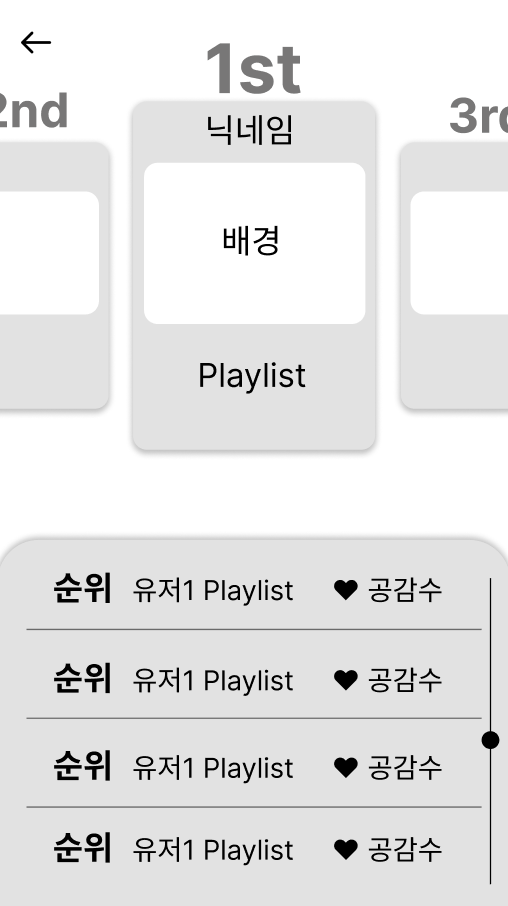 1st
2nd
3rd
닉네임
배경
Playlist
순위 유저1 Playlist ♥ 공감수
순위 유저1 Playlist ♥ 공감수
순위 유저1 Playlist ♥ 공감수
순위 유저1 Playlist ♥ 공감수